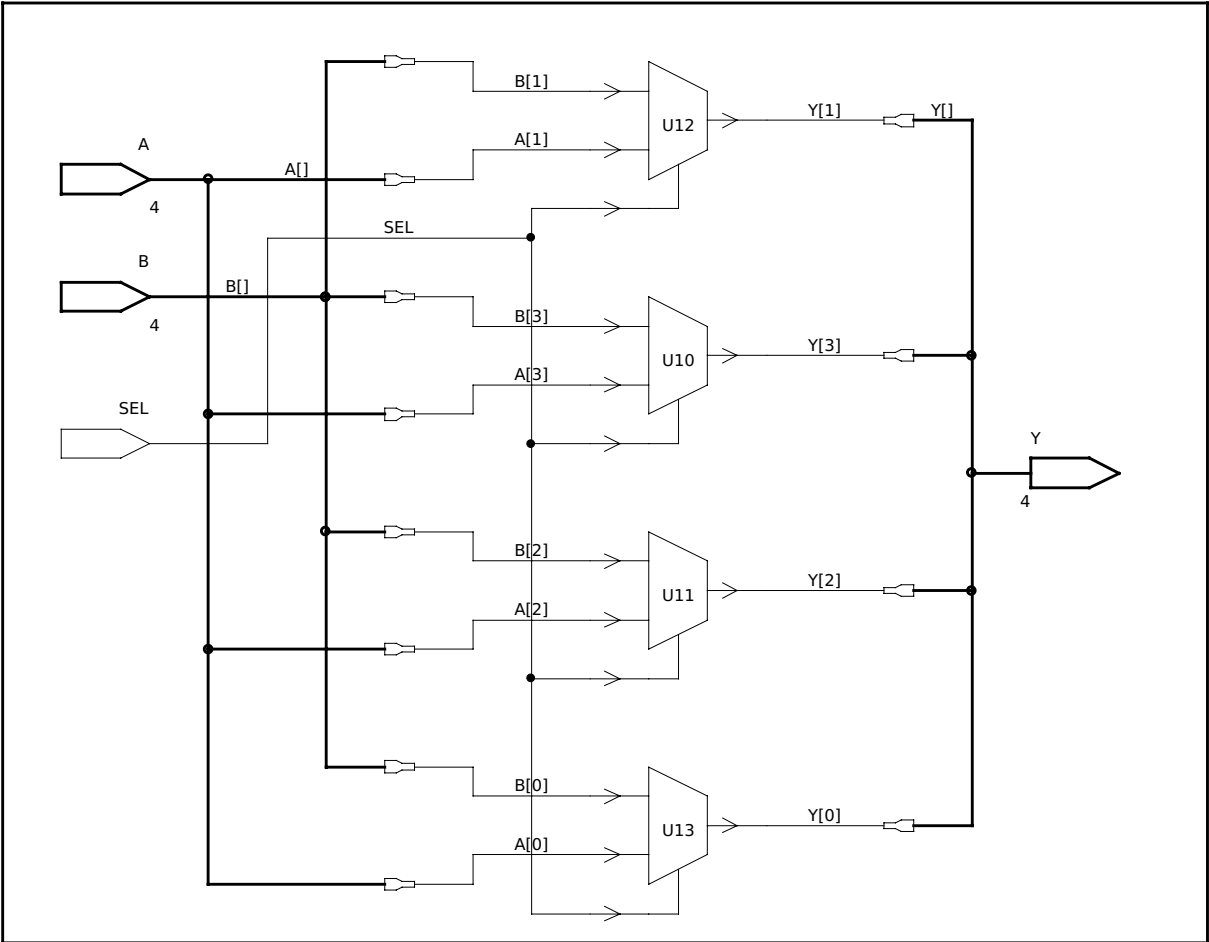 B[1]
U12
Y[1]
Y[]
A
A[1]
A[]
4
SEL
B
B[]
B[3]
4
U10
Y[3]
A[3]
SEL
Y
4
B[2]
U11
Y[2]
A[2]
B[0]
U13
Y[0]
A[0]